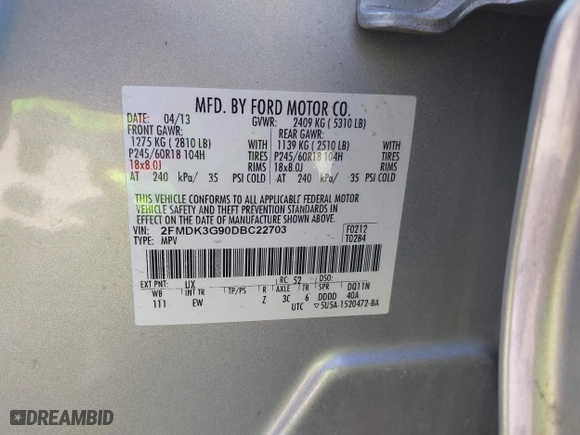 MFD. BY FORD MOTOR CO.
DATE: 04/13 GVWR: 2409 KG ( 5310 LB)
FRONT GAWR: REAR GAWR:
1275 KG ( 2810 LB) WITH 1139 KG ( 2510 LB) WITH
P245/60R18 104H TIRES P245/60R18 104H TIRES
18x8.0J RIMS 18x8.0J RIMS
AT 240 kPa/ 35 PSI COLD AT 240 kPa/ 35 PSI COLD
THIS VEHICLE CONFORMS TO ALL APPLICABLE FEDERAL MOTOR
VEHICLE SAFETY AND THEFT PREVENTION STANDARDS IN
EFFECT ON THE DATE OF MANUFACTURE SHOWN ABOVE.
VIN: 2FMDK3G90DBC22703 F0212
TYPE: MPV T0284
EXT PNT: UX RC: 52 DSO:
WB INT TR TP/PS R AX TR SPR DQ11N
111 EW Z 3C 6 DDDD 40A
UTC ▽5U5A-1520472-BA
DREAMBID